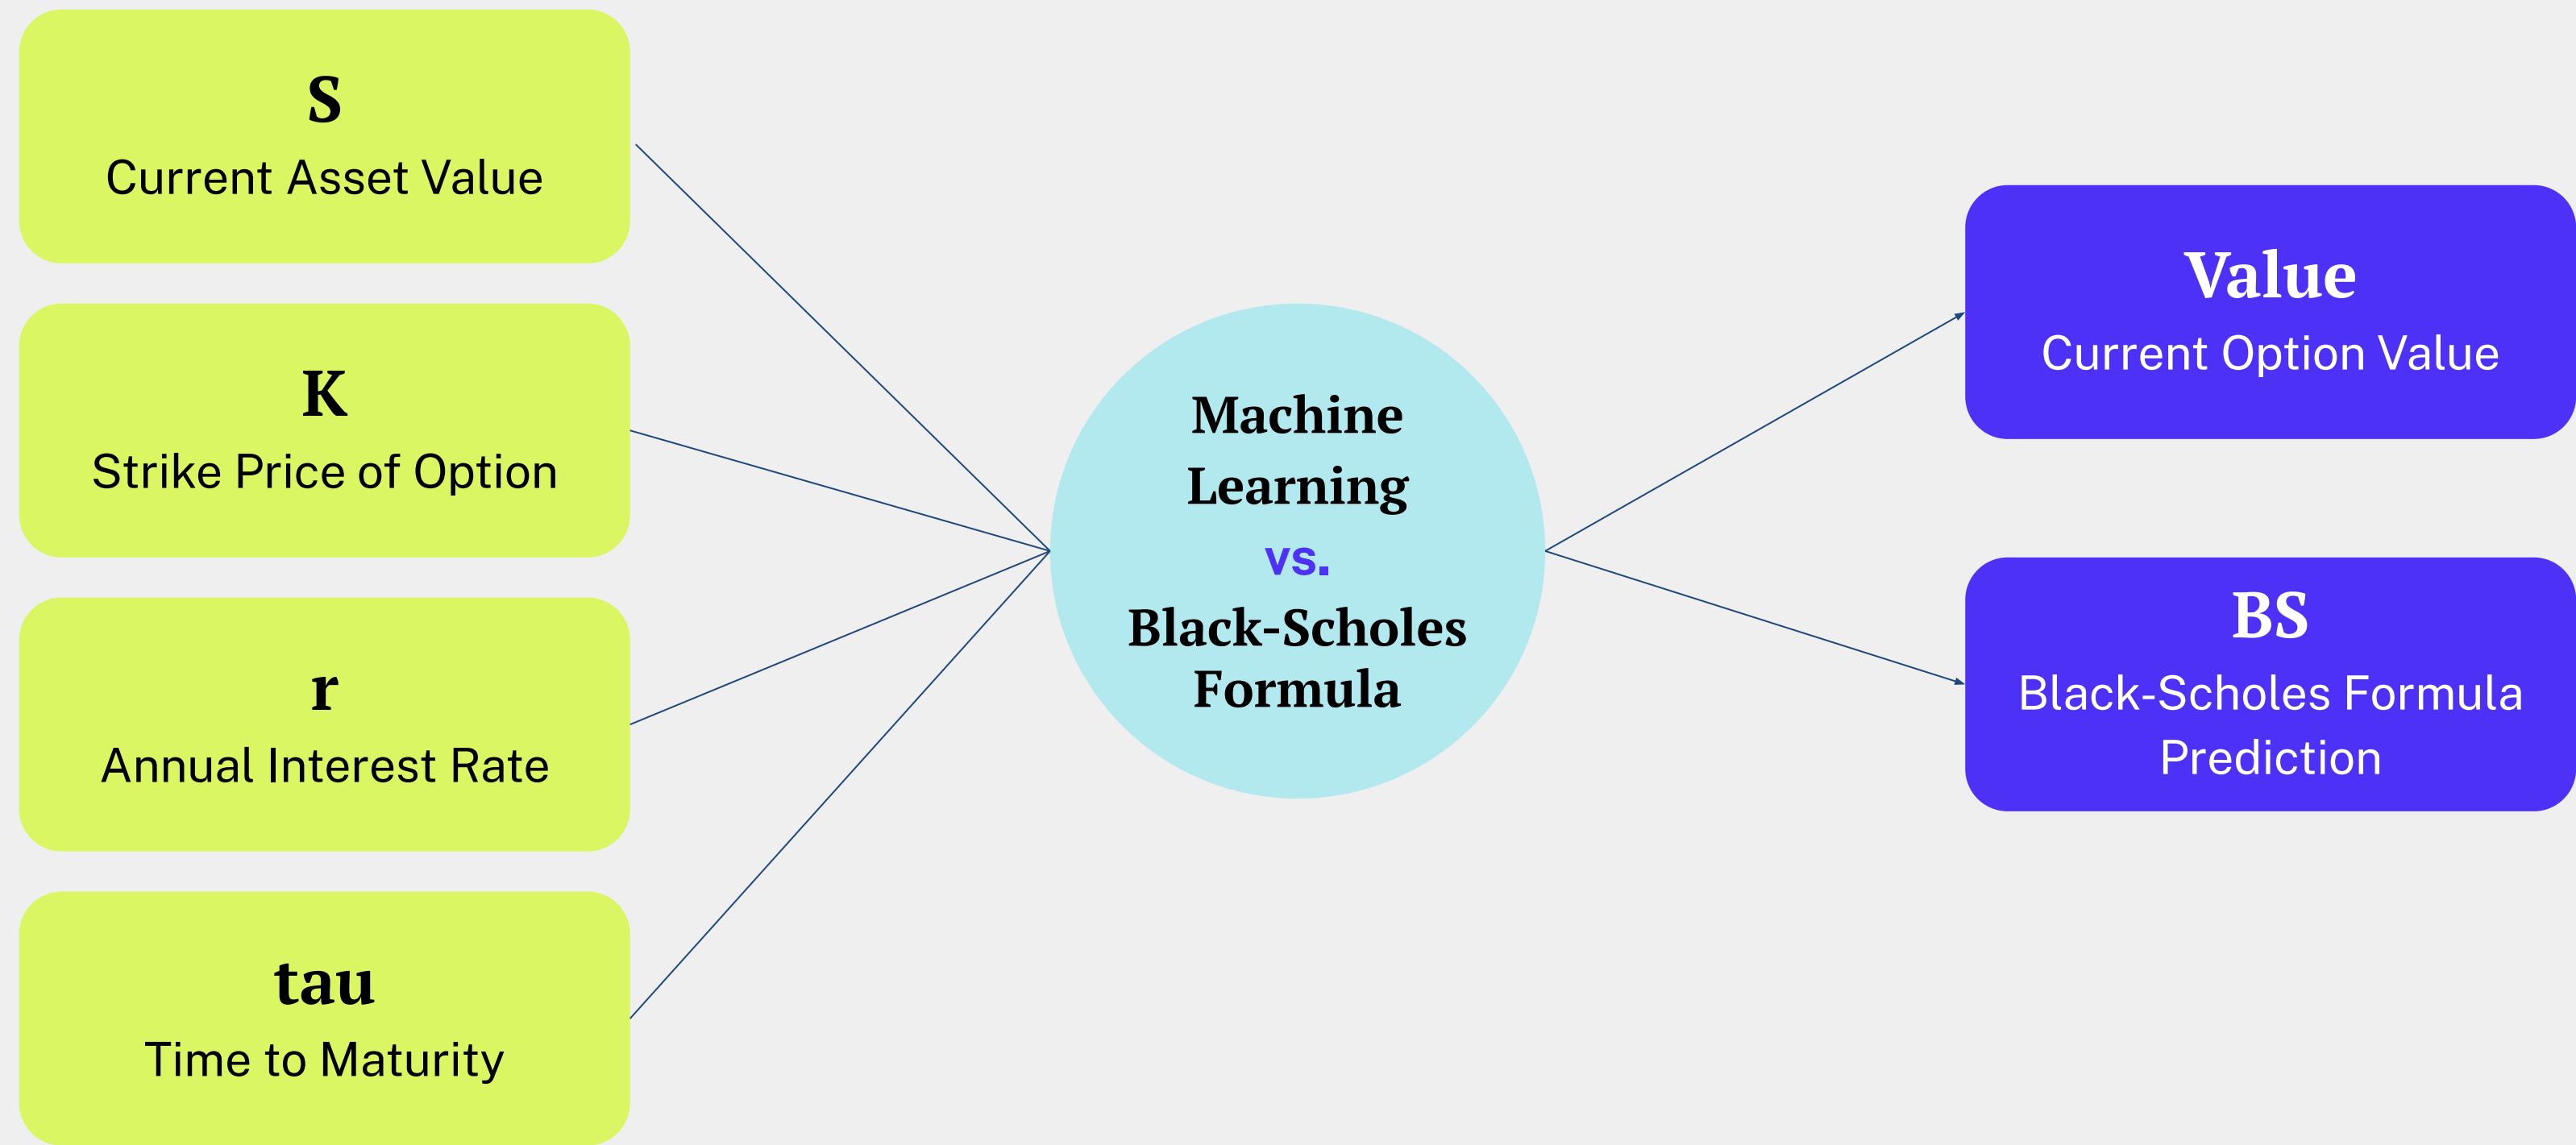 S
Current Asset Value
K
Strike Price of Option
r
Annual Interest Rate
tau
Time to Maturity
Machine
Learning
vs.
Black-Scholes
Formula
Value
Current Option Value
BS
Black-Scholes Formula
Prediction